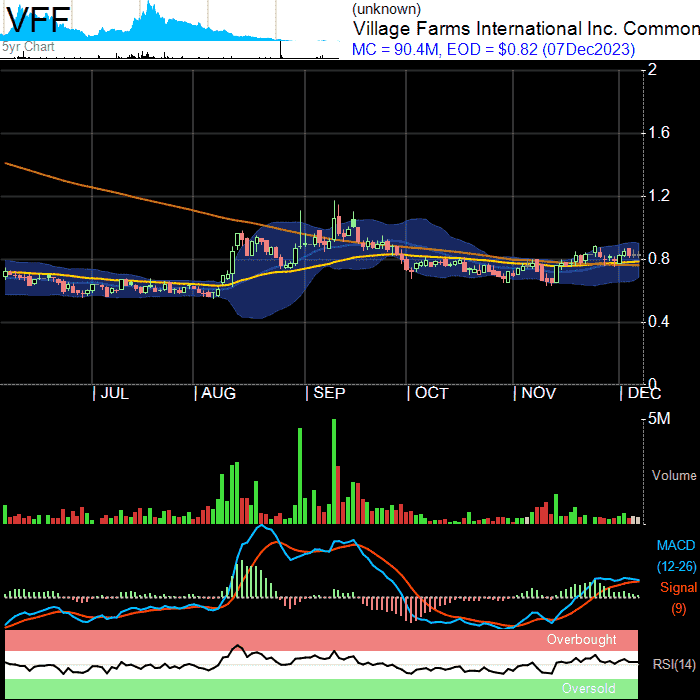 VFF
5yr Chart
(unknown)
Village Farms International Inc. Common
MC = 90.4M, EOD = $0.82 (07Dec2023)
2
1.6
1.2
0.8
0.4
0
JUL AUG SEP OCT NOV DEC
5M
Volume
MACD
(12-26)
Signal
(9)
Overbought
RSI(14)
Oversold